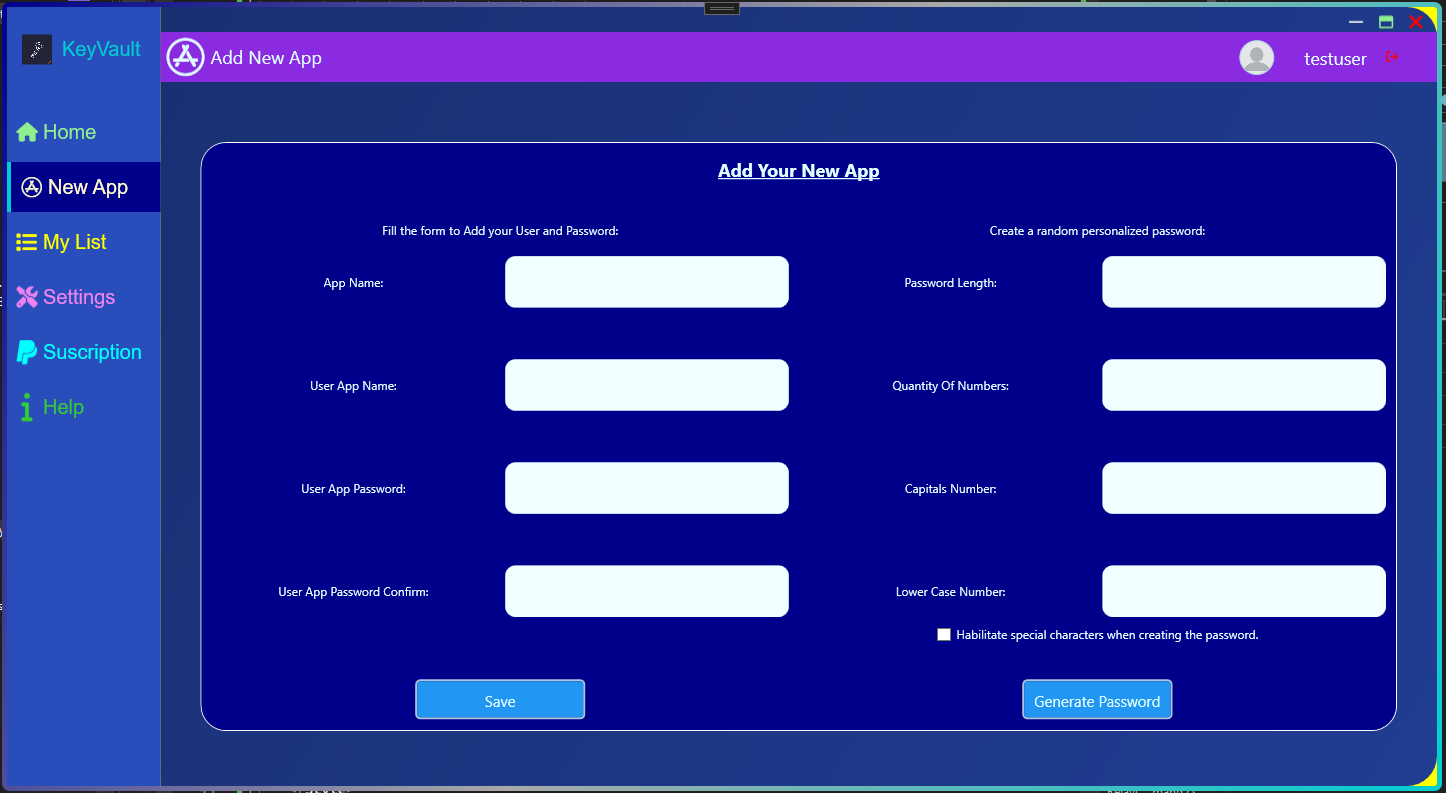 KeyVault
Add New App
testuser
Home
New App
My List
Settings
Suscription
Help
Add Your New App
Fill the form to Add your User and Password:
Create a random personalized password:
App Name:
Password Length:
User App Name:
Quantity Of Numbers:
User App Password:
Capitals Number:
User App Password Confirm:
Lower Case Number:
Habilitate special characters when creating the password.
Save
Generate Password